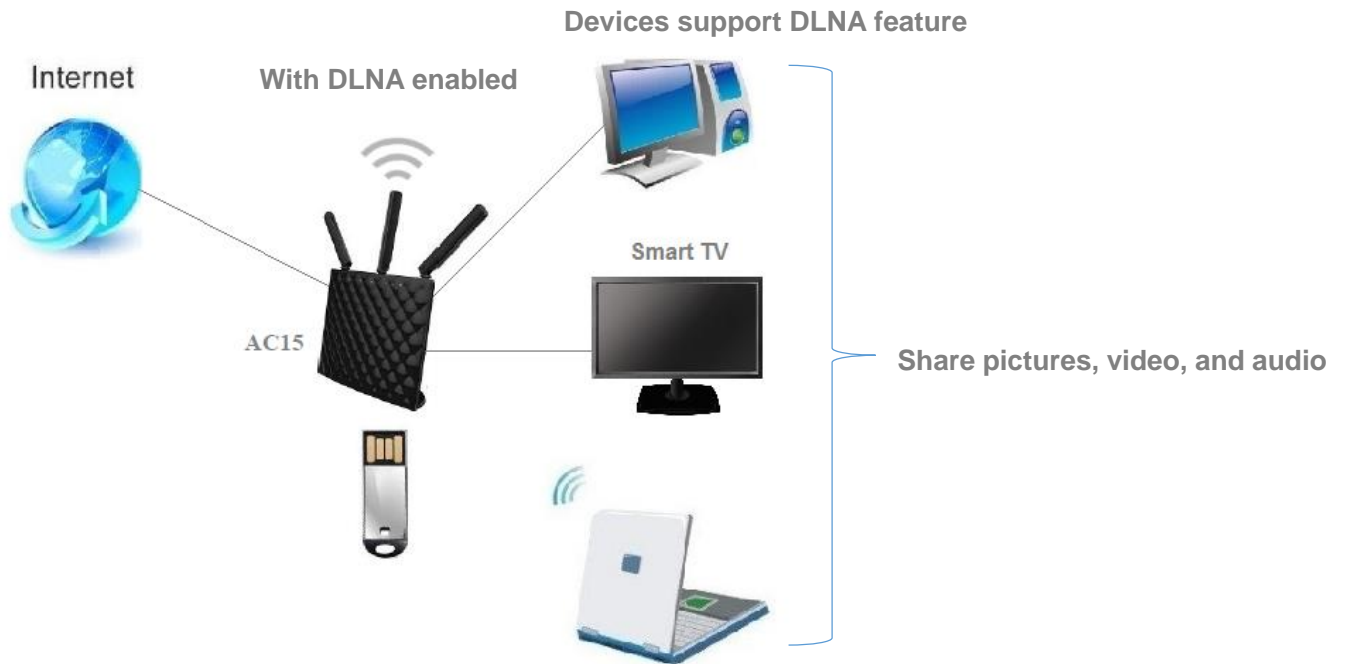 Devices support DLNA feature
Internet
With DLNA enabled
Smart TV
AC15
Share pictures, video, and audio